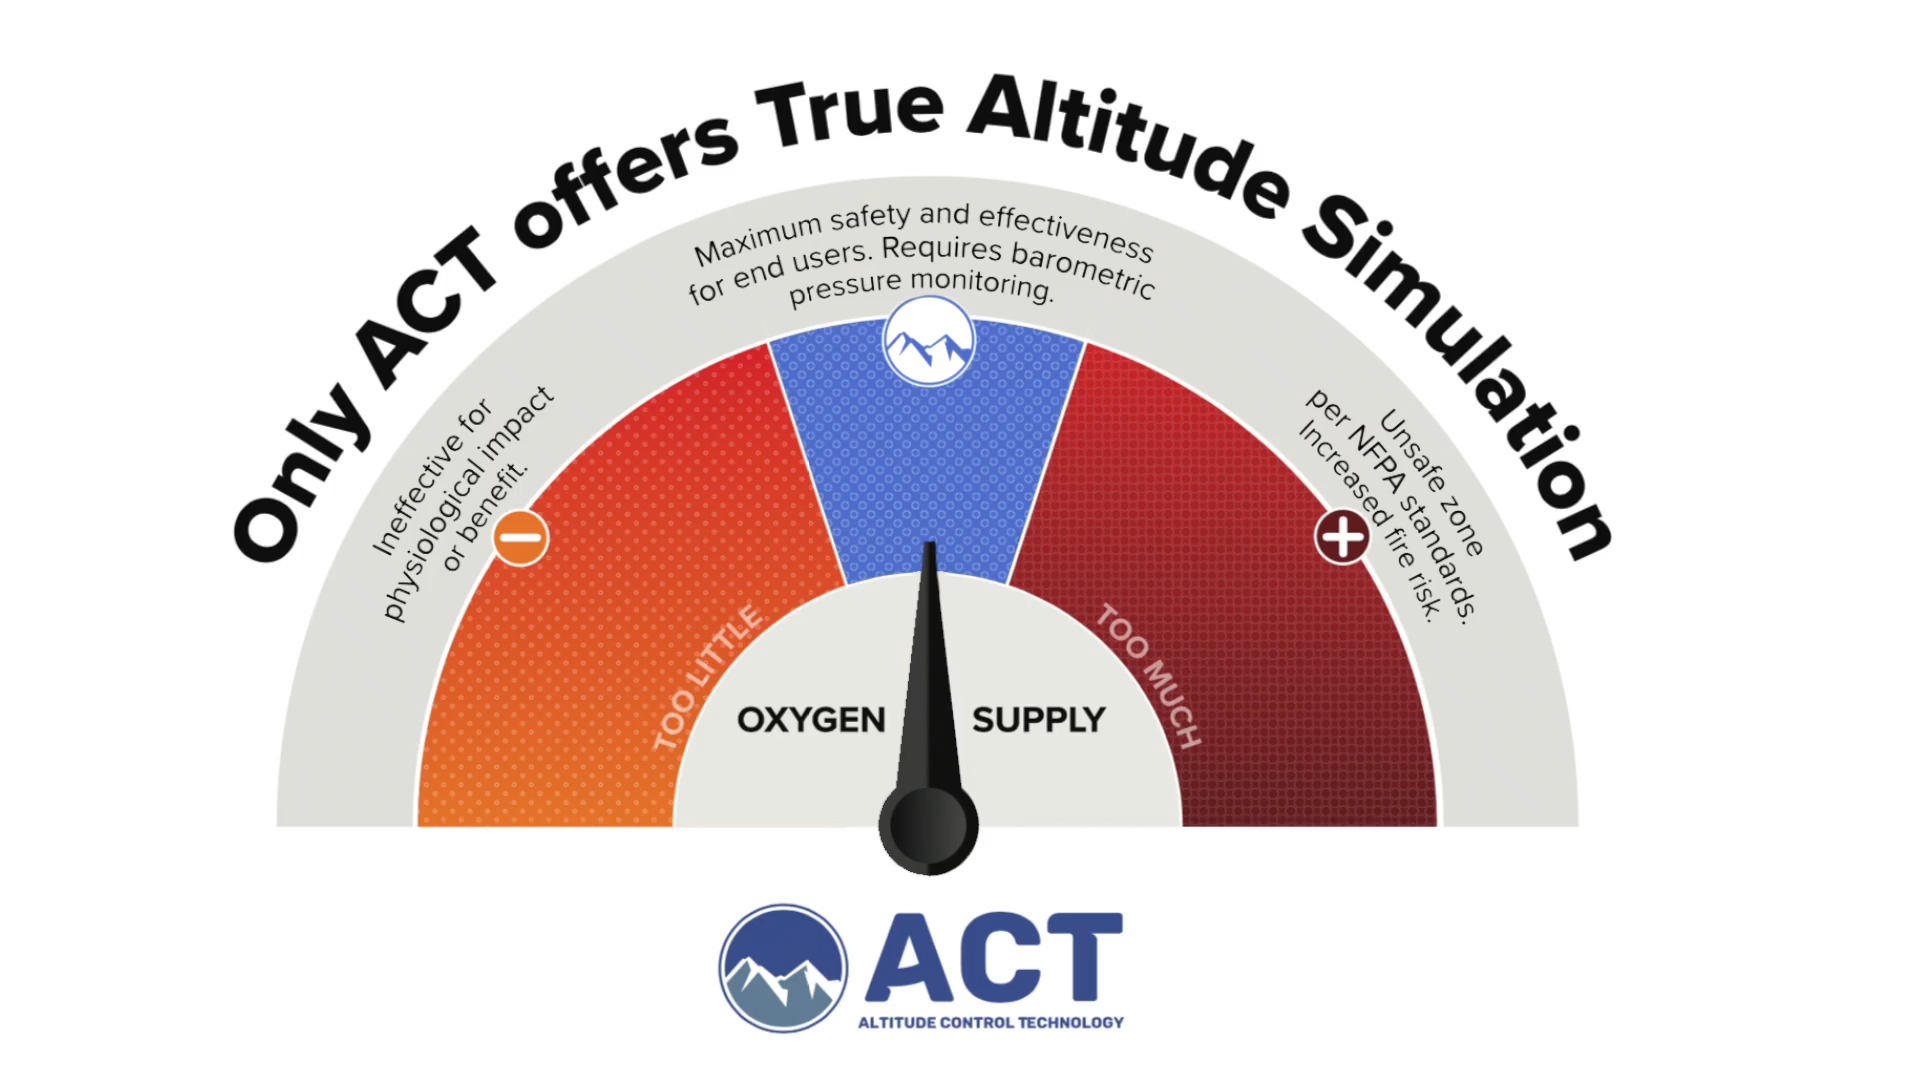 Only ACT offers True Altitude Simulation
Maximum safety and effectiveness
for end users. Requires barometric
pressure monitoring.
Ineffective for
physiological impact
or benefit.
Unsafe zone
per NFPA standards.
Increased fire risk.
TOO LITTLE
TOO MUCH
OXYGEN SUPPLY
ACT
ALTITUDE CONTROL TECHNOLOGY